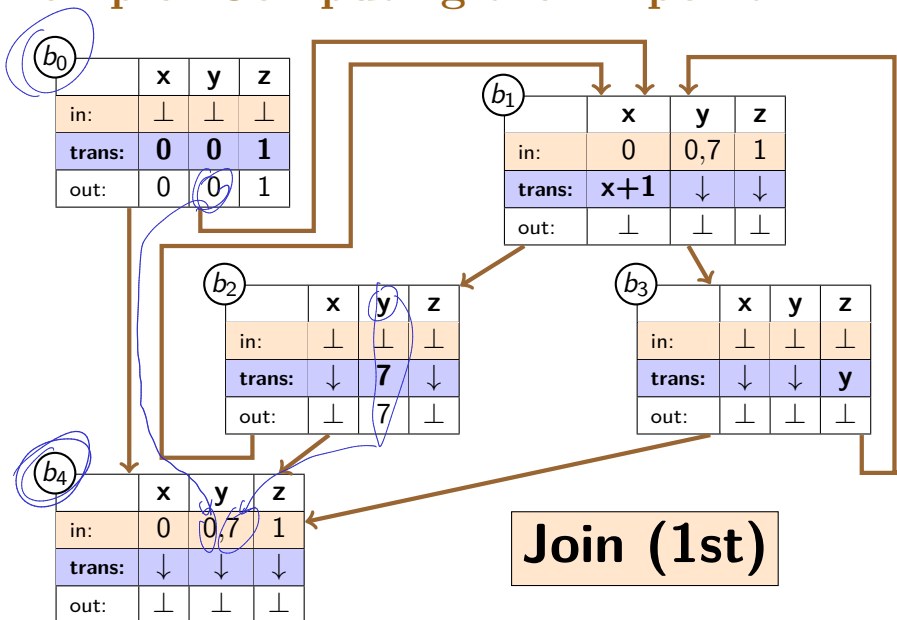 b0
x y z
in: ⊥ ⊥ ⊥
trans: 0 0 1
out: 0 0 1
b1
x y z
in: 0 0,7 1
trans: x+1 ↓ ↓
out: ⊥ ⊥ ⊥
b2
x y z
in: ⊥ ⊥ ⊥
trans: ↓ 7 ↓
out: ⊥ 7 ⊥
b3
x y z
in: ⊥ ⊥ ⊥
trans: ↓ ↓ y
out: ⊥ ⊥ ⊥
b4
x y z
in: 0 0,7 1
trans: ↓ ↓ ↓
out: ⊥ ⊥ ⊥
Join (1st)